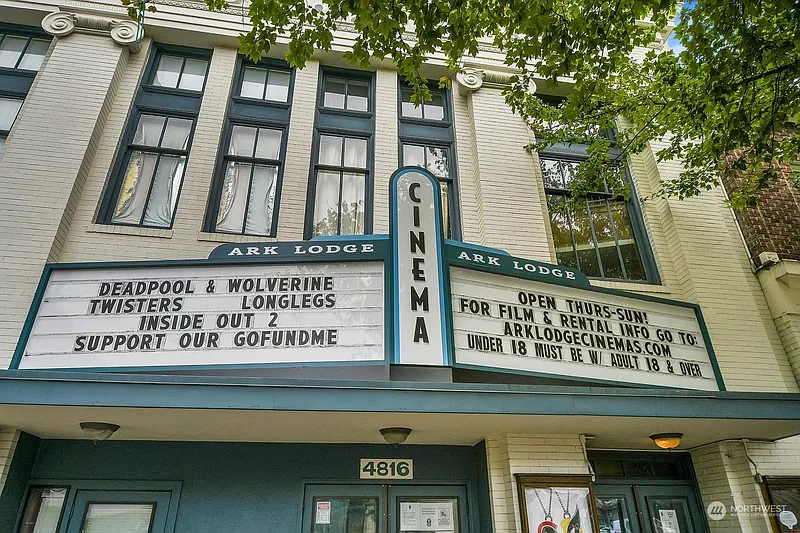 ARK LODGE
DEADPOOL & WOLVERINE
TWISTERS LONGLEGS
INSIDE OUT 2
SUPPORT OUR GOFUNDME
CINEMA
ARK LODGE
OPEN THURS-SUN!
FOR FILM & RENTAL INFO GO TO:
ARKLODGECINEMAS.COM
UNDER 18 MUST BE W/ ADULT 18 & OVER
4816
NORTHWEST